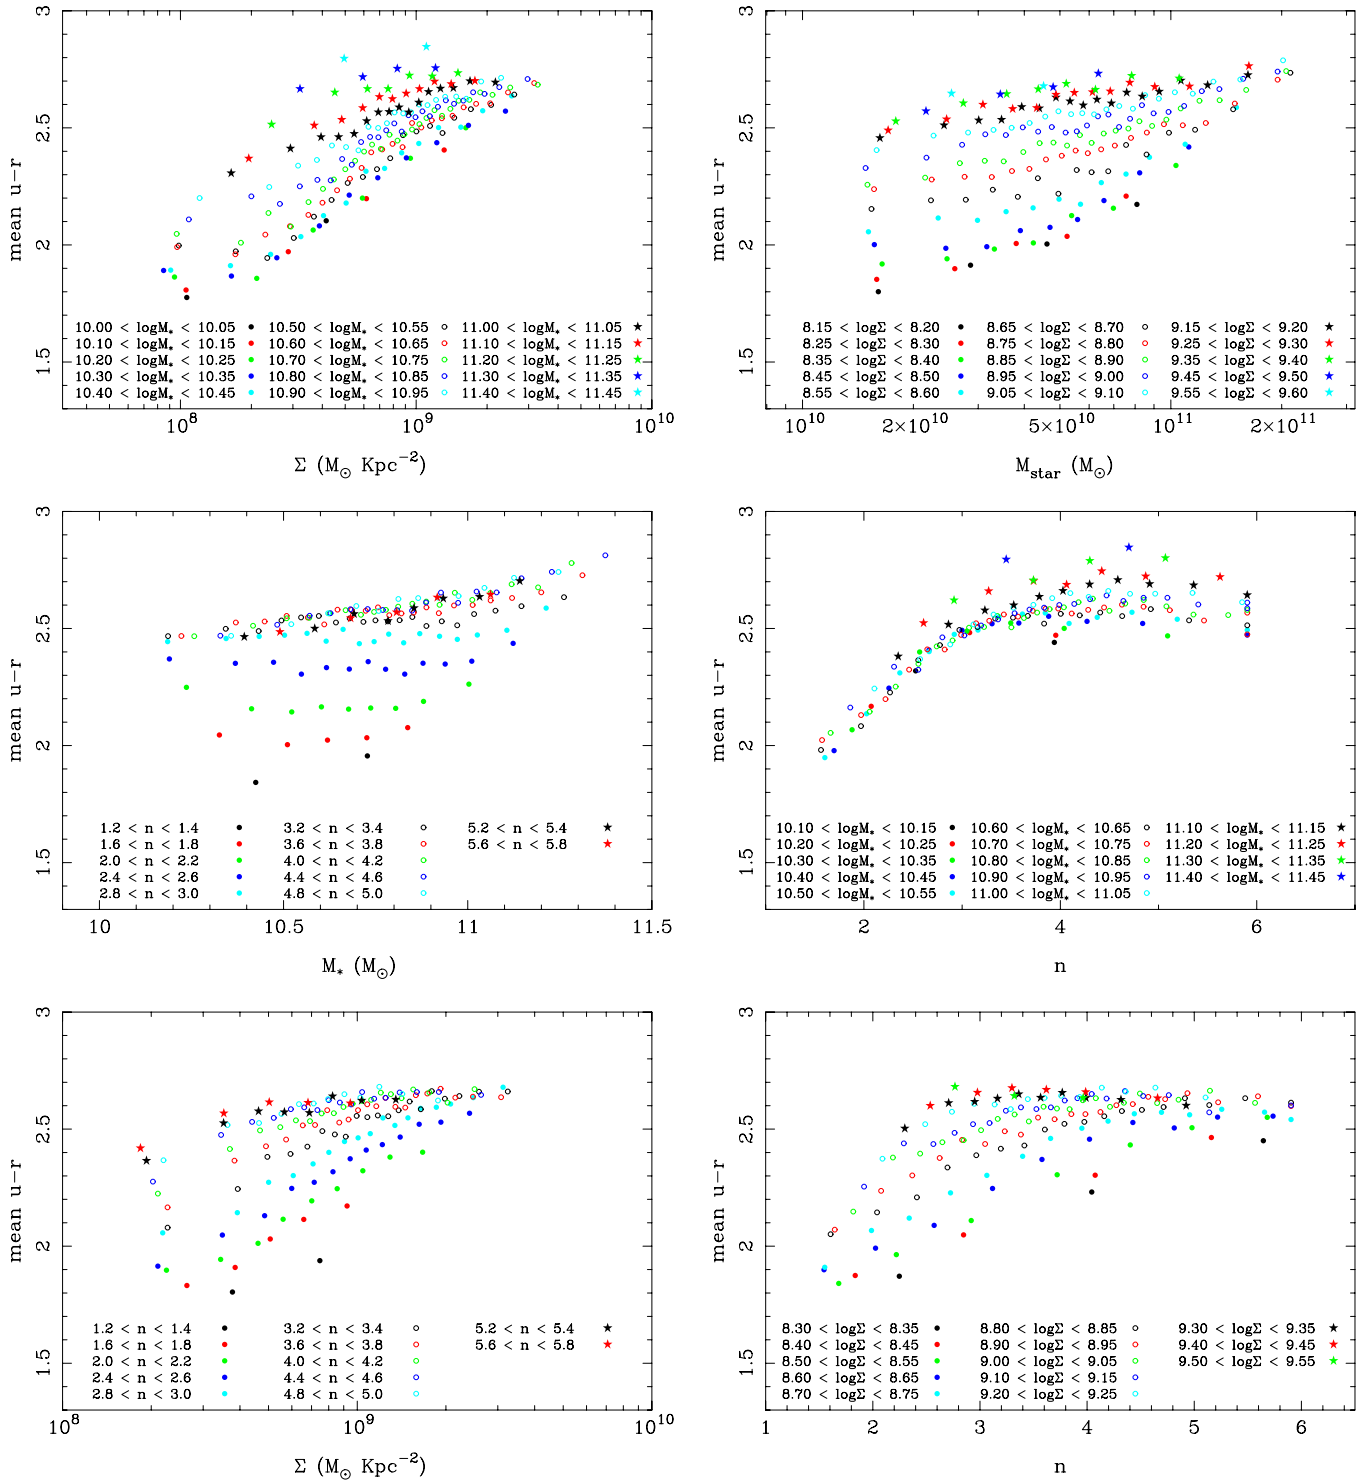 3
2.5
2
1.5
mean u-r
10.00 < logM* < 10.05 10.50 < logM* < 10.55 11.00 < logM* < 11.05
10.10 < logM* < 10.15 10.60 < logM* < 10.65 11.10 < logM* < 11.15
10.20 < logM* < 10.25 10.70 < logM* < 10.75 11.20 < logM* < 11.25
10.30 < logM* < 10.35 10.80 < logM* < 10.85 11.30 < logM* < 11.35
10.40 < logM* < 10.45 10.90 < logM* < 10.95 11.40 < logM* < 11.45
10⁸ 10⁹ 10¹⁰
Σ (M⊙ Kpc⁻²)
3
2.5
2
1.5
mean u-r
8.15 < logΣ < 8.20 8.65 < logΣ < 8.70 9.15 < logΣ < 9.20
8.25 < logΣ < 8.30 8.75 < logΣ < 8.80 9.25 < logΣ < 9.30
8.35 < logΣ < 8.40 8.85 < logΣ < 8.90 9.35 < logΣ < 9.40
8.45 < logΣ < 8.50 8.95 < logΣ < 9.00 9.45 < logΣ < 9.50
8.55 < logΣ < 8.60 9.05 < logΣ < 9.10 9.55 < logΣ < 9.60
10¹⁰ 2×10¹⁰ 5×10¹⁰ 10¹¹ 2×10¹¹
Mstar (M⊙)
3
2.5
2
1.5
mean u-r
1.2 < n < 1.4 3.2 < n < 3.4 5.2 < n < 5.4
1.6 < n < 1.8 3.6 < n < 3.8 5.6 < n < 5.8
2.0 < n < 2.2 4.0 < n < 4.2
2.4 < n < 2.6 4.4 < n < 4.6
2.8 < n < 3.0 4.8 < n < 5.0
10 10.5 11 11.5
M* (M⊙)
3
2.5
2
1.5
mean u-r
10.10 < logM* < 10.15 10.60 < logM* < 10.65 11.10 < logM* < 11.15
10.20 < logM* < 10.25 10.70 < logM* < 10.75 11.20 < logM* < 11.25
10.30 < logM* < 10.35 10.80 < logM* < 10.85 11.30 < logM* < 11.35
10.40 < logM* < 10.45 10.90 < logM* < 10.95 11.40 < logM* < 11.45
10.50 < logM* < 10.55 11.00 < logM* < 11.05
2 4 6
n
3
2.5
2
1.5
mean u-r
1.2 < n < 1.4 3.2 < n < 3.4 5.2 < n < 5.4
1.6 < n < 1.8 3.6 < n < 3.8 5.6 < n < 5.8
2.0 < n < 2.2 4.0 < n < 4.2
2.4 < n < 2.6 4.4 < n < 4.6
2.8 < n < 3.0 4.8 < n < 5.0
10⁸ 10⁹ 10¹⁰
Σ (M⊙ Kpc⁻²)
3
2.5
2
1.5
mean u-r
8.30 < logΣ < 8.35 8.80 < logΣ < 8.85 9.30 < logΣ < 9.35
8.40 < logΣ < 8.45 8.90 < logΣ < 8.95 9.40 < logΣ < 9.45
8.50 < logΣ < 8.55 9.00 < logΣ < 9.05 9.50 < logΣ < 9.55
8.60 < logΣ < 8.65 9.10 < logΣ < 9.15
8.70 < logΣ < 8.75 9.20 < logΣ < 9.25
1 2 3 4 5 6
n